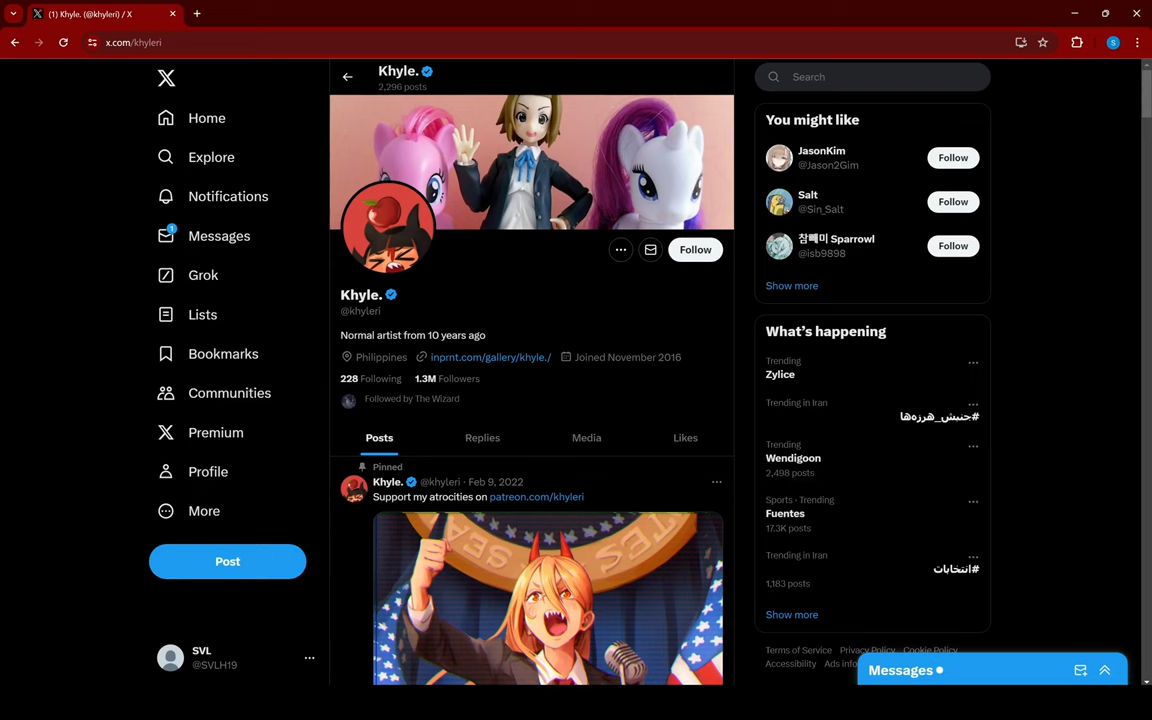 (1) Khyle. (@khyleri) / X
x.com/khyleri
S
Home
Explore
Notifications
1
Messages
Grok
Lists
Bookmarks
Communities
Premium
Profile
More
Post
SVL
@SVLH19
Khyle.
2,296 posts
Follow
Khyle.
@khyleri
Normal artist from 10 years ago
Philippines inprnt.com/gallery/khyle./ Joined November 2016
228 Following 1.3M Followers
Followed by The Wizard
Posts Replies Media Likes
Pinned
Khyle. @khyleri · Feb 9, 2022
Support my atrocities on patreon.com/khyleri
SEA
ATES
Search
You might like
JasonKim
@Jason2Gim
Follow
Salt
@Sin_Salt
Follow
참빼미 Sparrowl
@isb9898
Follow
Show more
What's happening
Trending
Zylice
Trending in Iran
#جنبش_هرزه‌ها
Trending
Wendigoon
2,498 posts
Sports · Trending
Fuentes
17.3K posts
Trending in Iran
#انتخابات
1,183 posts
Show more
Terms of Service Privacy Policy Cookie Policy
Accessibility Ads info
Messages